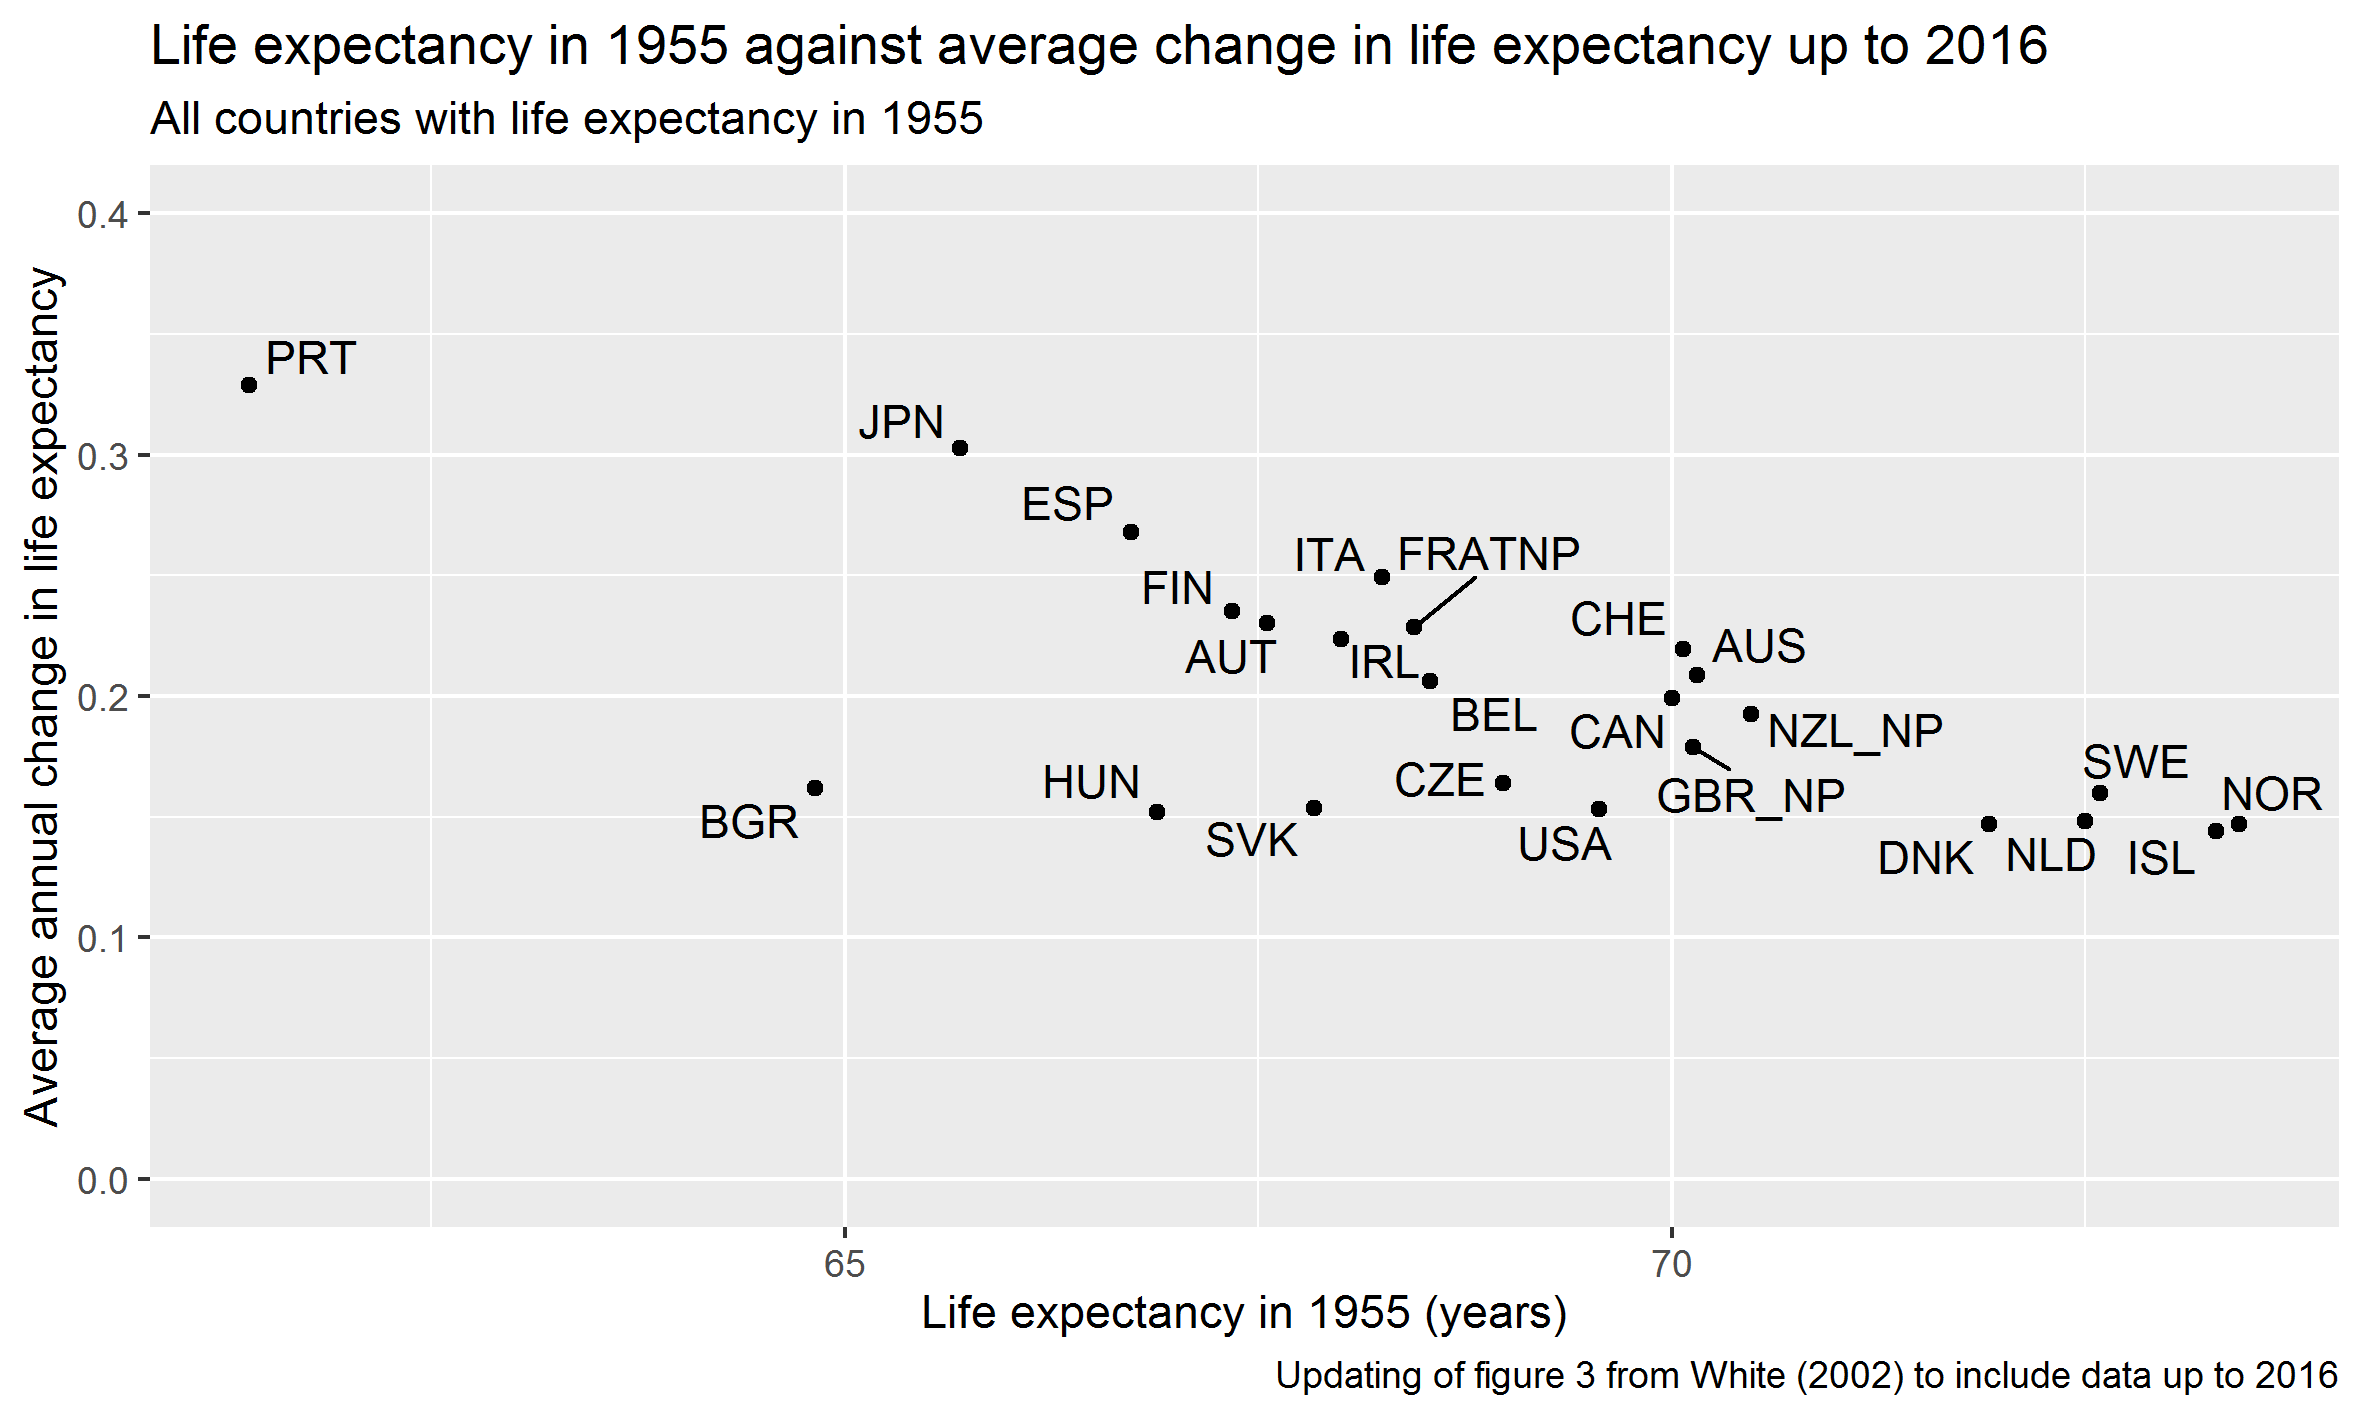 Life expectancy in 1955 against average change in life expectancy up to 2016
All countries with life expectancy in 1955
Average annual change in life expectancy
0.4
0.3
0.2
0.1
0.0
PRT
JPN
ESP
ITA
FRATNP
FIN
CHE
AUS
AUT
IRL
BEL
CAN
NZL_NP
SWE
HUN
CZE
GBR_NP
NOR
BGR
SVK
USA
DNK
NLD
ISL
65
70
Life expectancy in 1955 (years)
Updating of figure 3 from White (2002) to include data up to 2016